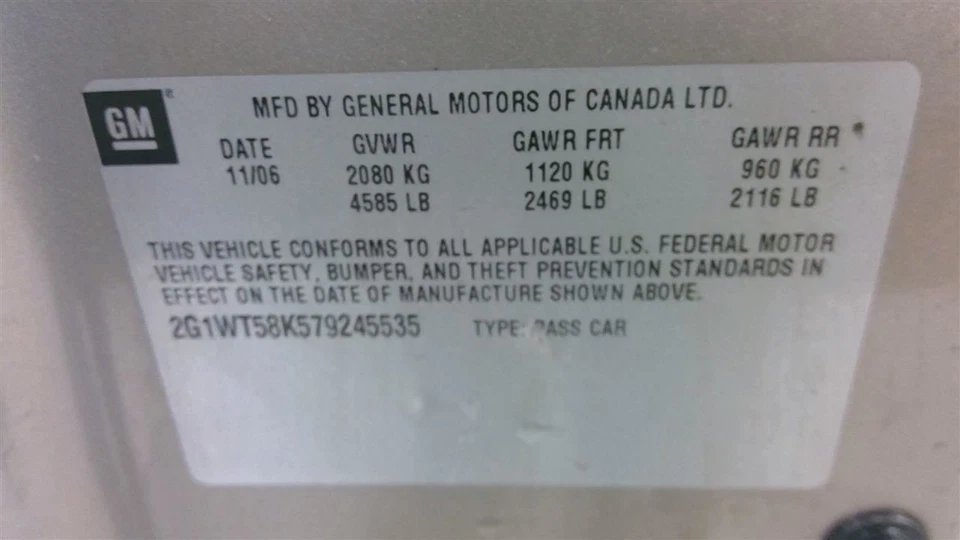 GM®
MFD BY GENERAL MOTORS OF CANADA LTD.
DATE GVWR GAWR FRT GAWR RR
11/06 2080 KG 1120 KG 960 KG
4585 LB 2469 LB 2116 LB
THIS VEHICLE CONFORMS TO ALL APPLICABLE U.S. FEDERAL MOTOR
VEHICLE SAFETY, BUMPER, AND THEFT PREVENTION STANDARDS IN
EFFECT ON THE DATE OF MANUFACTURE SHOWN ABOVE.
2G1WT58K579245535 TYPE: PASS CAR